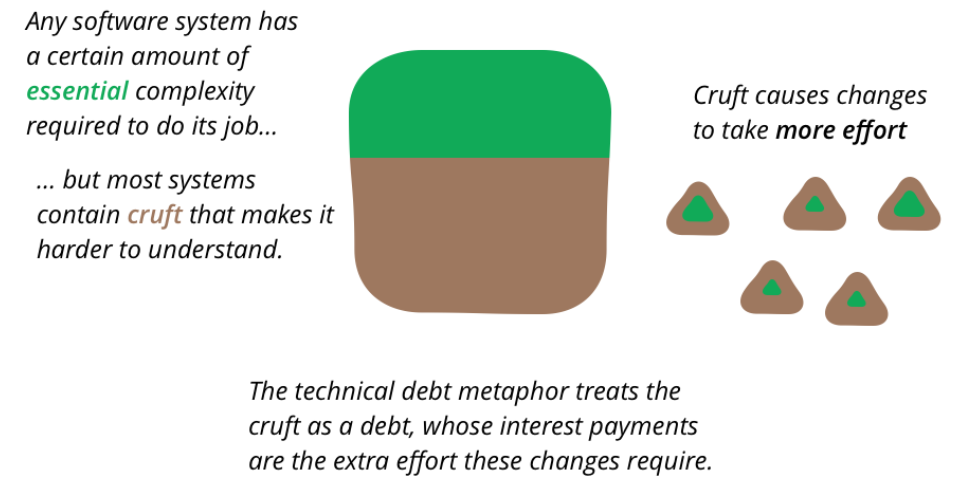 Any software system has
a certain amount of
essential complexity
required to do its job...
... but most systems
contain cruft that makes it
harder to understand.
Cruft causes changes
to take more effort
The technical debt metaphor treats the
cruft as a debt, whose interest payments
are the extra effort these changes require.